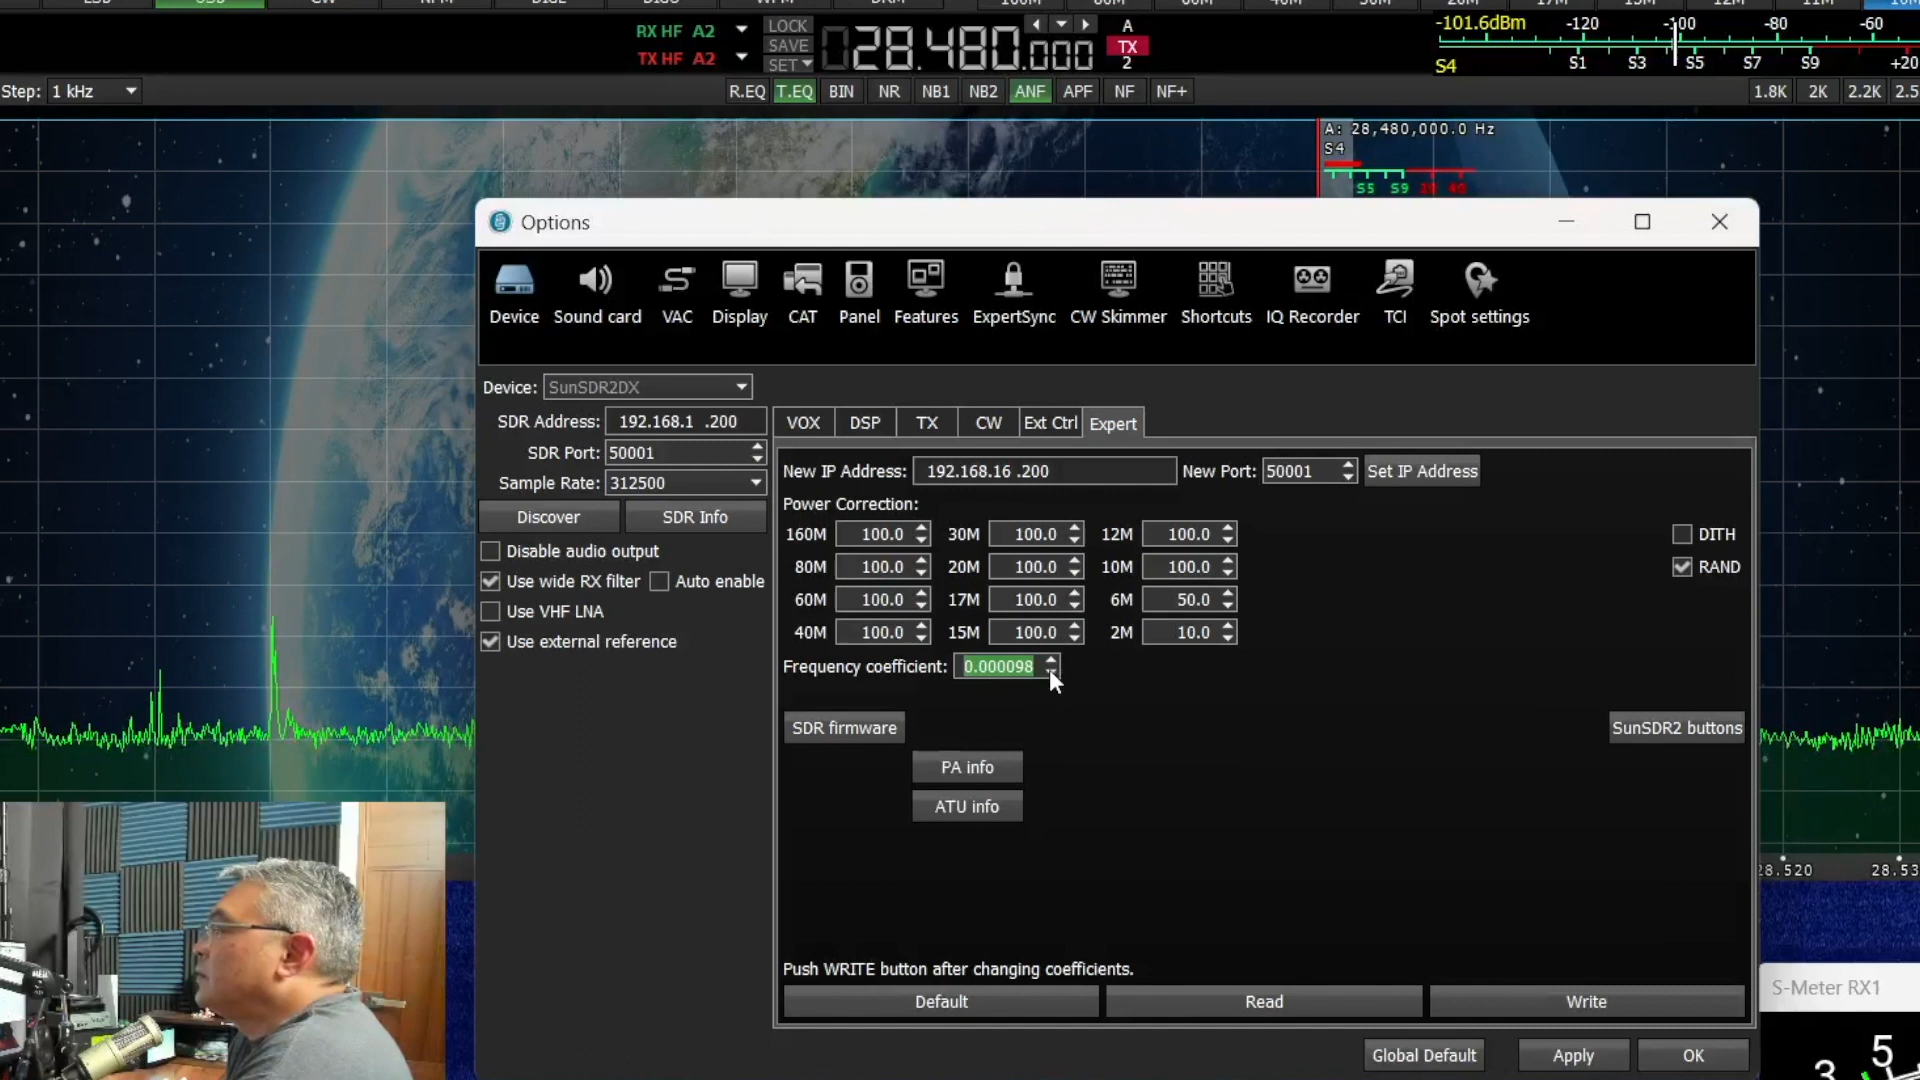 RX HF A2 LOCK 28.480.000 A -101.6dBm -120 -100 -80 -60
SAVE TX
TX HF A2 SET 2 S4 S1 S3 S5 S7 S9 +20
Step: 1 kHz R.EQ T.EQ BIN NR NB1 NB2 ANF APF NF NF+ 1.8K 2K 2.2K 2.5
A: 28,480,000.0 Hz
S4
S5 S9
Options
Device Sound card VAC Display CAT Panel Features ExpertSync CW Skimmer Shortcuts IQ Recorder TCI Spot settings
Device: SunSDR2DX
SDR Address: 192.168.1 .200 VOX DSP TX CW Ext Ctrl Expert
SDR Port: 50001
New IP Address: 192.168.16 .200 New Port: 50001 Set IP Address
Sample Rate: 312500
Power Correction:
Discover SDR Info
160M 100.0 30M 100.0 12M 100.0 DITH
Disable audio output
80M 100.0 20M 100.0 10M 100.0 RAND
Use wide RX filter Auto enable
60M 100.0 17M 100.0 6M 50.0
Use VHF LNA
40M 100.0 15M 100.0 2M 10.0
Use external reference
Frequency coefficient: 0.000098
SDR firmware SunSDR2 buttons
PA info
ATU info
28.520 28.53
Push WRITE button after changing coefficients.
Default Read Write
S-Meter RX1
Global Default Apply OK
3 5